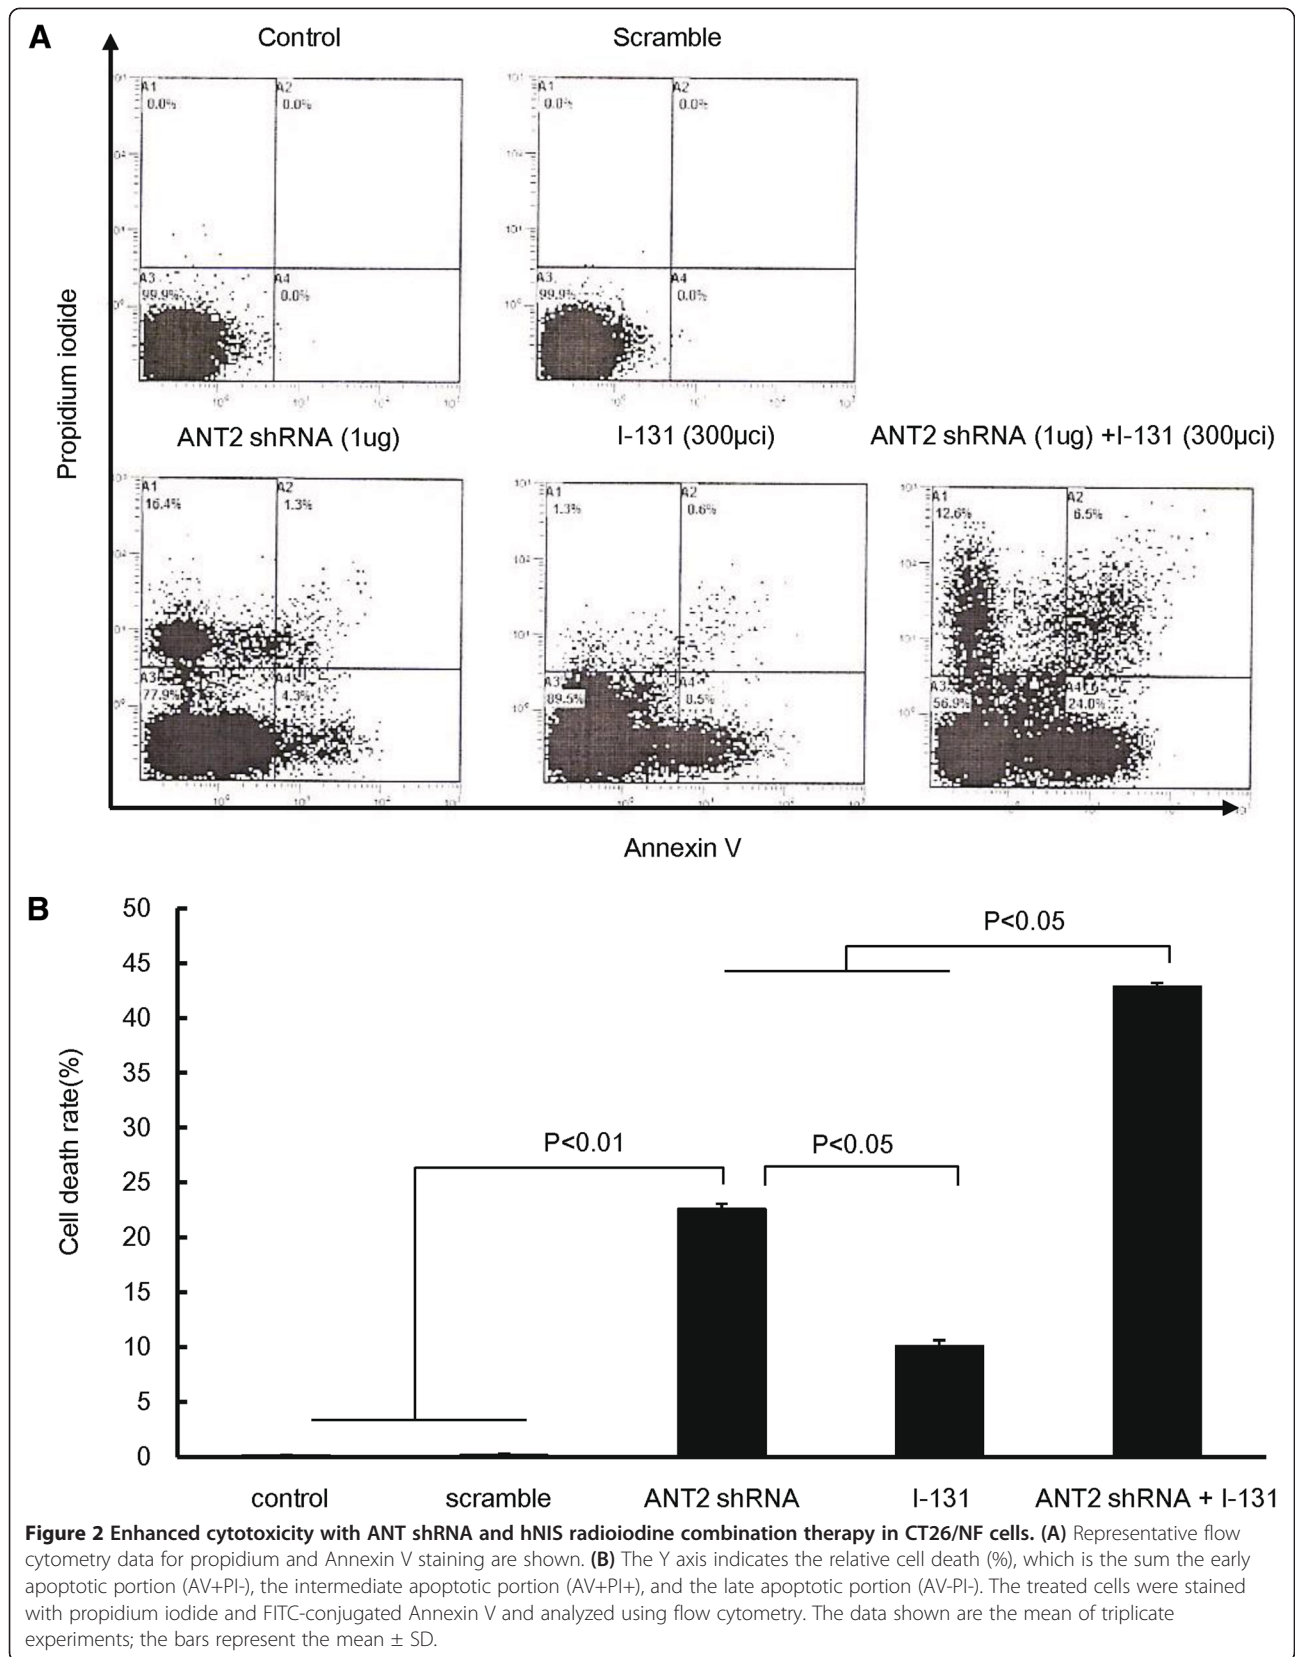 A
Control
Scramble
A1
0.0%
A2
0.0%
A3
99.9%
A4
0.0%
A1
0.0%
A2
0.0%
A3
99.9%
A4
0.0%
Propidium iodide
ANT2 shRNA (1ug)
I-131 (300µci)
ANT2 shRNA (1ug) +I-131 (300µci)
A1
16.4%
A2
1.3%
A3
77.9%
A4
4.3%
A1
1.3%
A2
0.6%
A3
89.5%
A4
8.5%
A1
12.6%
A2
6.5%
A3
56.9%
A4
24.0%
Annexin V
B
50
45
40
35
30
25
20
15
10
5
0
Cell death rate(%)
P<0.05
P<0.01
P<0.05
control
scramble
ANT2 shRNA
I-131
ANT2 shRNA + I-131
Figure 2 Enhanced cytotoxicity with ANT shRNA and hNIS radioiodine combination therapy in CT26/NF cells. (A) Representative flow
cytometry data for propidium and Annexin V staining are shown. (B) The Y axis indicates the relative cell death (%), which is the sum the early
apoptotic portion (AV+PI-), the intermediate apoptotic portion (AV+PI+), and the late apoptotic portion (AV-PI-). The treated cells were stained
with propidium iodide and FITC-conjugated Annexin V and analyzed using flow cytometry. The data shown are the mean of triplicate
experiments; the bars represent the mean ± SD.